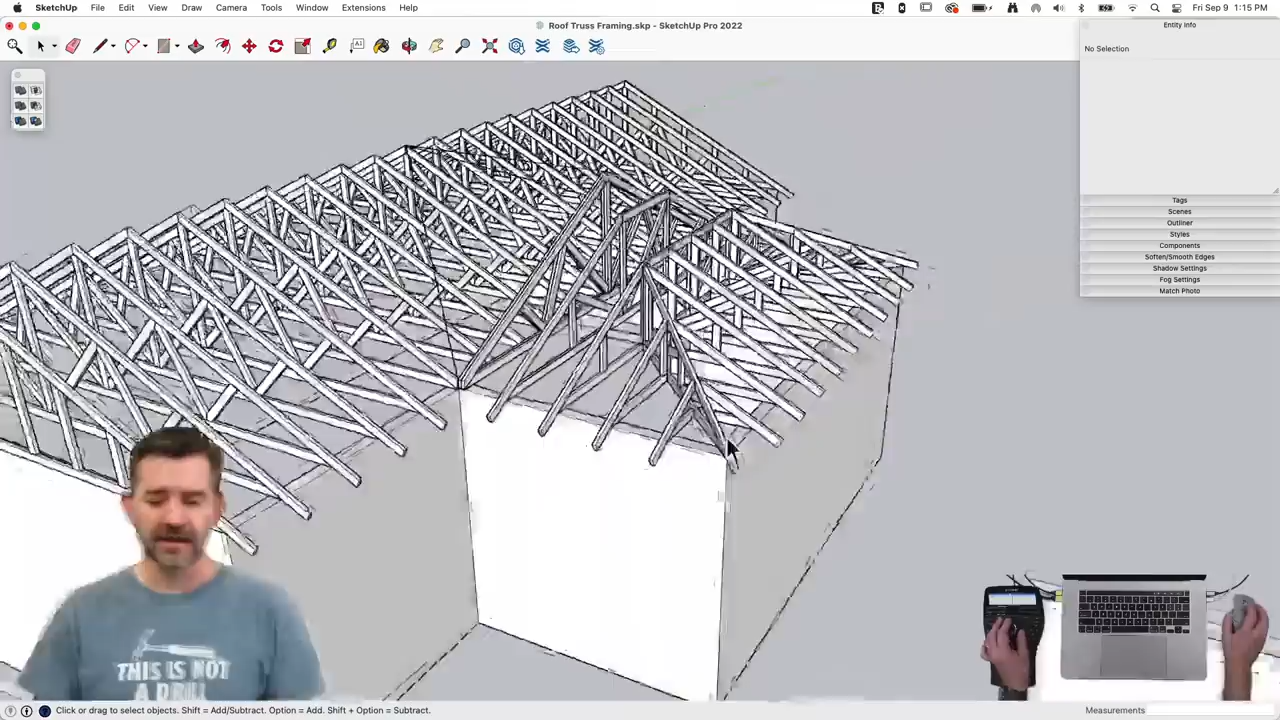 SketchUp File Edit View Draw Camera Tools Window Extensions Help
Fri Sep 9 1:15 PM
Roof Truss Framing.skp - SketchUp Pro 2022
Entity Info
No Selection
Tags
Scenes
Outliner
Styles
Components
Soften/Smooth Edges
Shadow Settings
Fog Settings
Match Photo
THIS IS NOT
A DRILL
Click or drag to select objects. Shift = Add/Subtract. Option = Add. Shift + Option = Subtract.
Measurements